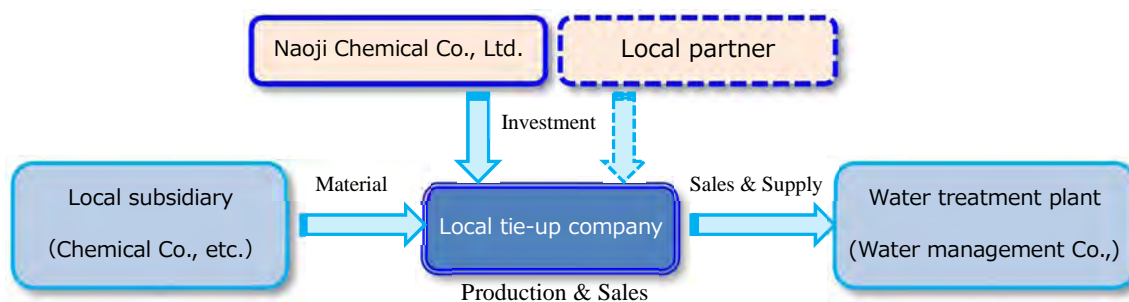 Naoji Chemical Co., Ltd.
Local partner
Investment
Local subsidiary
（Chemical Co., etc.）
Material
Local tie-up company
Production & Sales
Sales & Supply
Water treatment plant
(Water management Co.,)